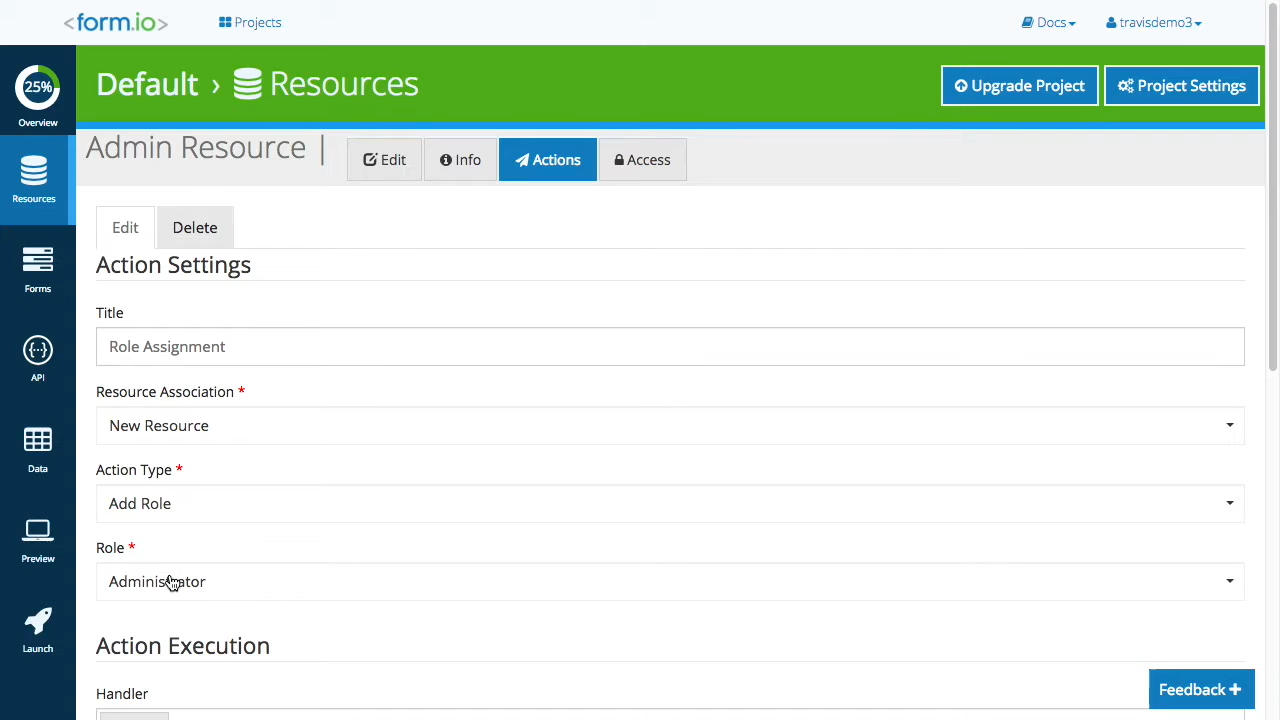 <form.io>
Projects
Docs
travisdemo3
25%
Overview
Default › Resources
Upgrade Project
Project Settings
Admin Resource |
Edit
Info
Actions
Access
Resources
Forms
API
Data
Preview
Launch
Edit
Delete
Action Settings
Title
Role Assignment
Resource Association *
New Resource
Action Type *
Add Role
Role *
Administrator
Action Execution
Handler
Feedback +